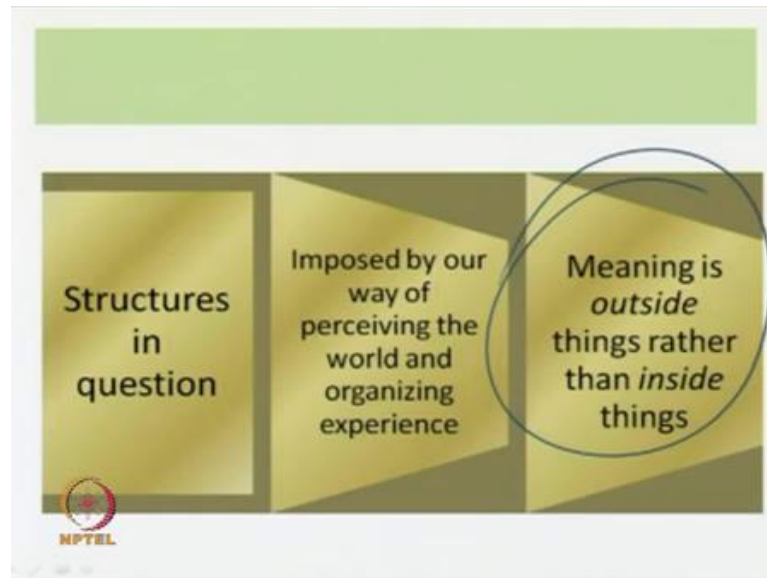 Structures
in
question
Imposed by our
way of
perceiving the
world and
organizing
experience
Meaning is
outside
things rather
than inside
things
NPTEL